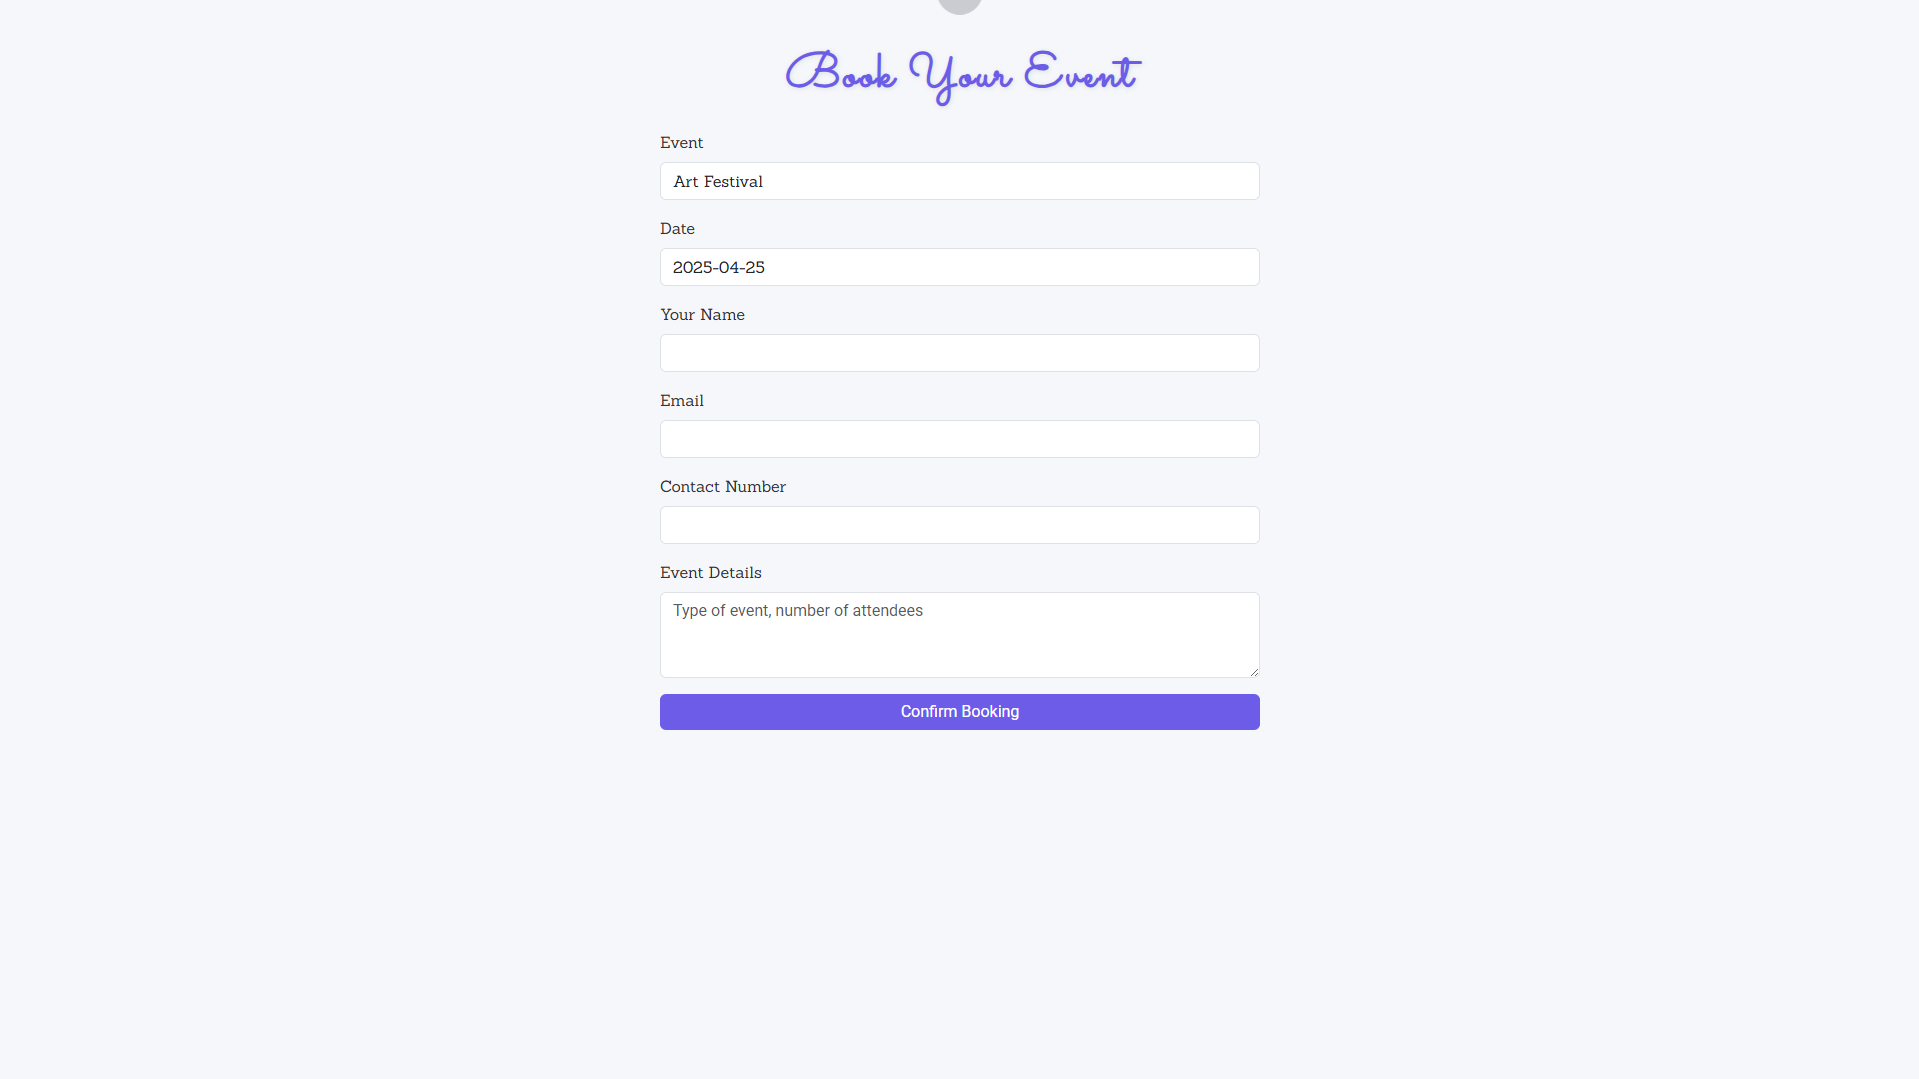 Book Your Event
Event
Art Festival
Date
2025-04-25
Your Name
Email
Contact Number
Event Details
Type of event, number of attendees
Confirm Booking